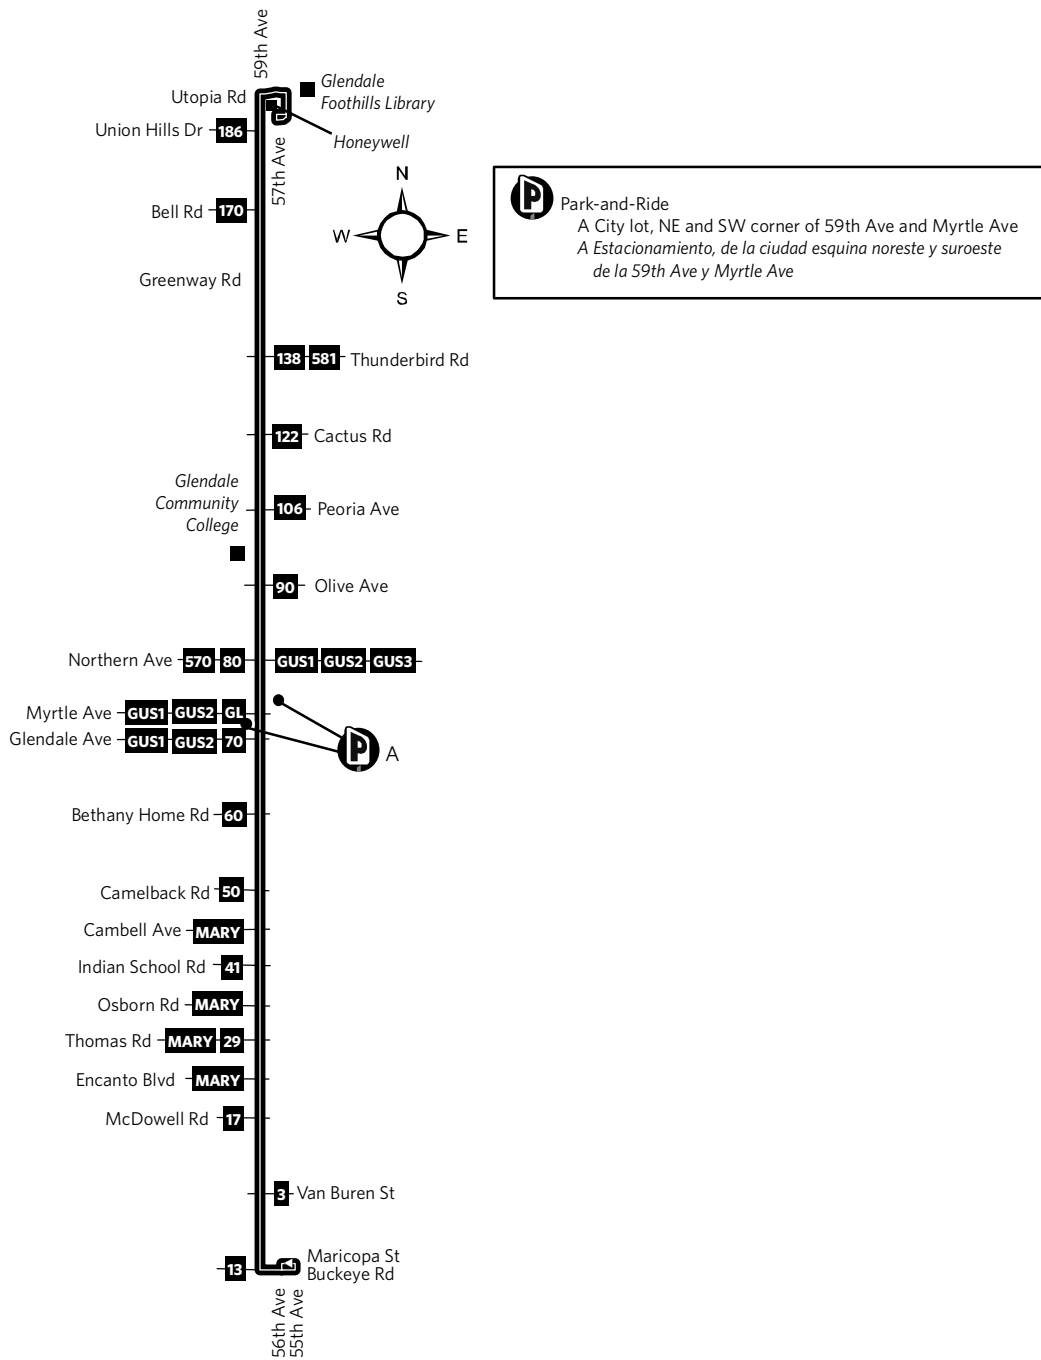 59th Ave
Utopia Rd
Glendale
Foothills Library
Union Hills Dr 186
Honeywell
57th Ave
Bell Rd 170
N
W E
S
P Park-and-Ride
A City lot, NE and SW corner of 59th Ave and Myrtle Ave
A Estacionamiento, de la ciudad esquina noreste y suroeste
de la 59th Ave y Myrtle Ave
Greenway Rd
138 581 Thunderbird Rd
122 Cactus Rd
Glendale
Community
College
106 Peoria Ave
90 Olive Ave
Northern Ave 570 80 GUS1 GUS2 GUS3
Myrtle Ave GUS1 GUS2 GL
Glendale Ave GUS1 GUS2 70
P A
Bethany Home Rd 60
Camelback Rd 50
Cambell Ave MARY
Indian School Rd 41
Osborn Rd MARY
Thomas Rd MARY 29
Encanto Blvd MARY
McDowell Rd 17
3 Van Buren St
Maricopa St
13 Buckeye Rd
56th Ave
55th Ave